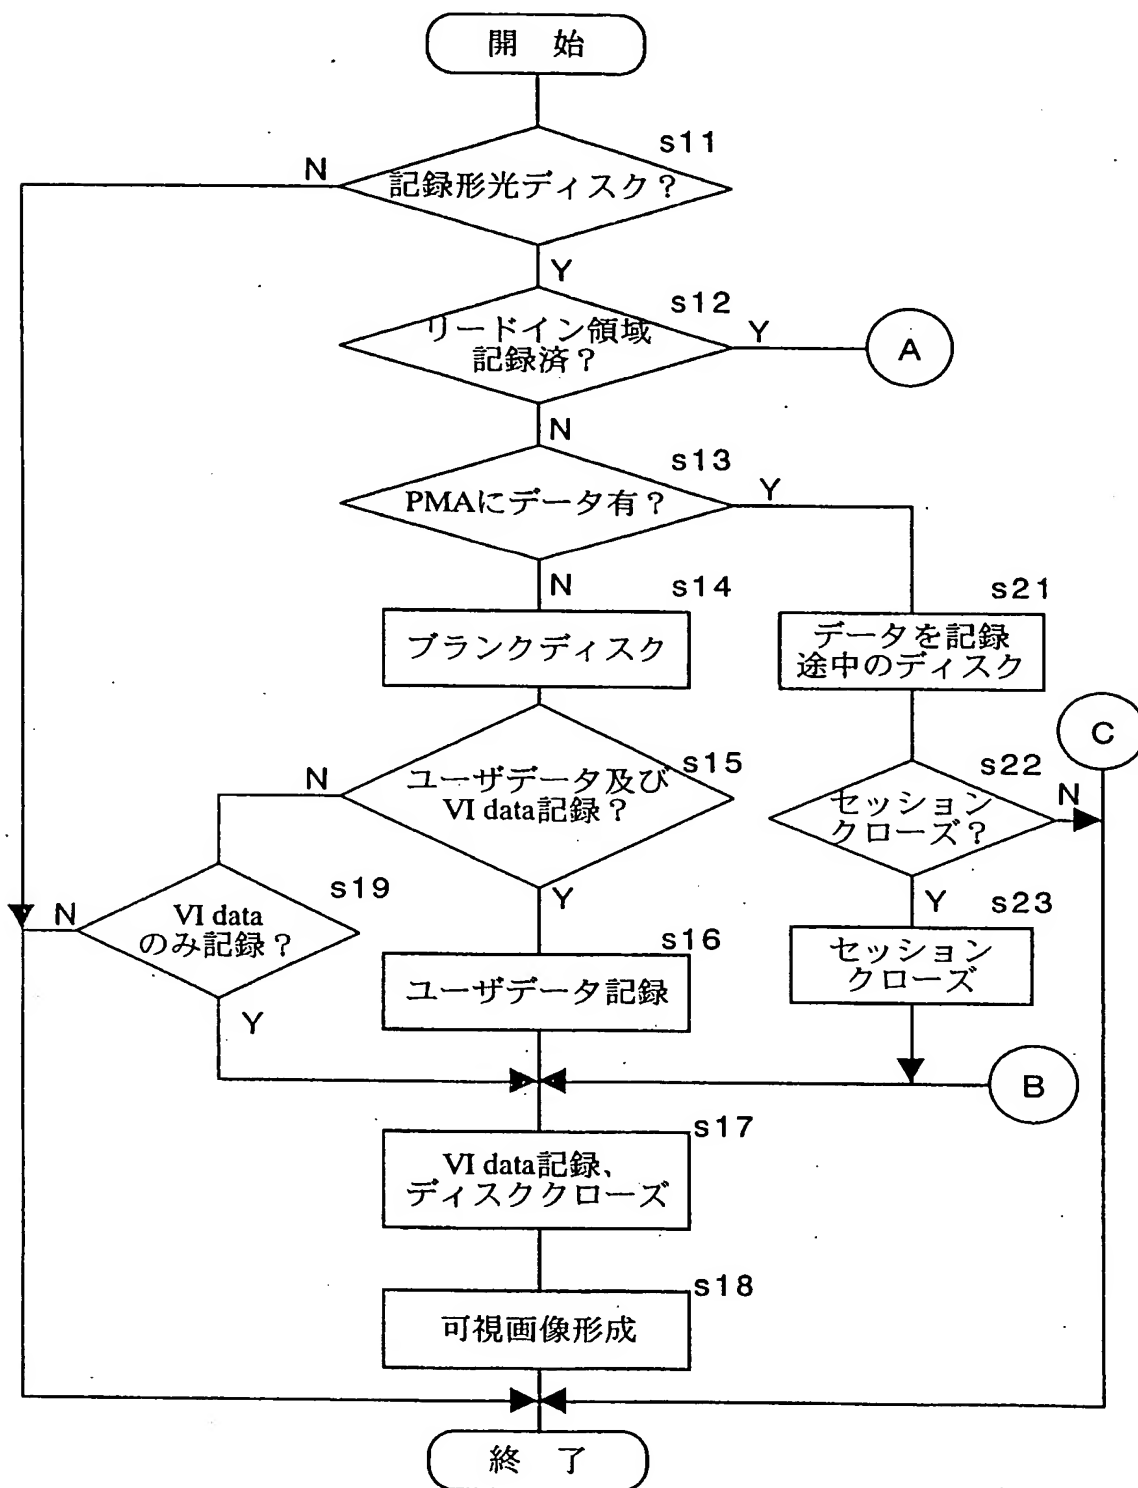 開 始
s11
N
記録形光ディスク?
Y
s12
リードイン領域
記録済?
Y
A
N
s13
PMAにデータ有?
Y
N
s14
ブランクディスク
s21
データを記録
途中のディスク
C
s15
N
ユーザデータ及び
VI data記録?
s22
セッション
クローズ?
N
s19
N
VI data
のみ記録?
Y
Y
s23
セッション
クローズ
s16
ユーザデータ記録
Y
B
s17
VI data記録、
ディスククローズ
s18
可視画像形成
終 了